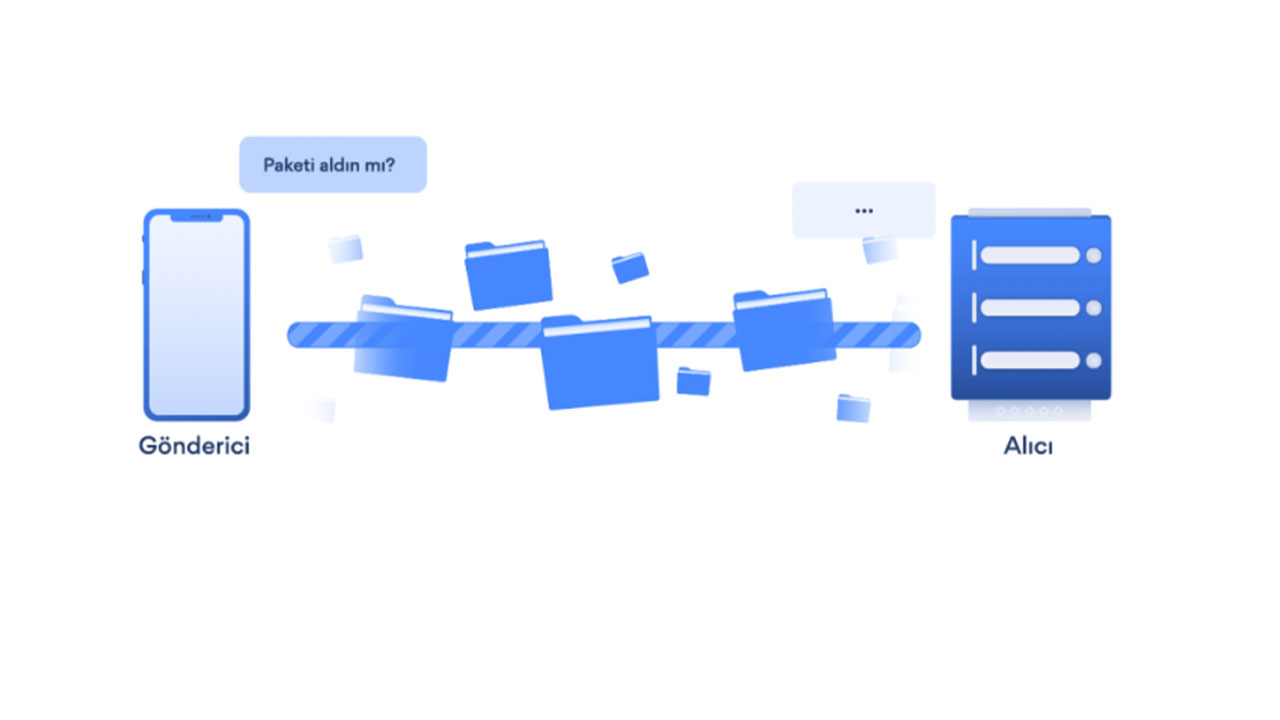 Paketi aldın mı?
...
Gönderici
Alıcı